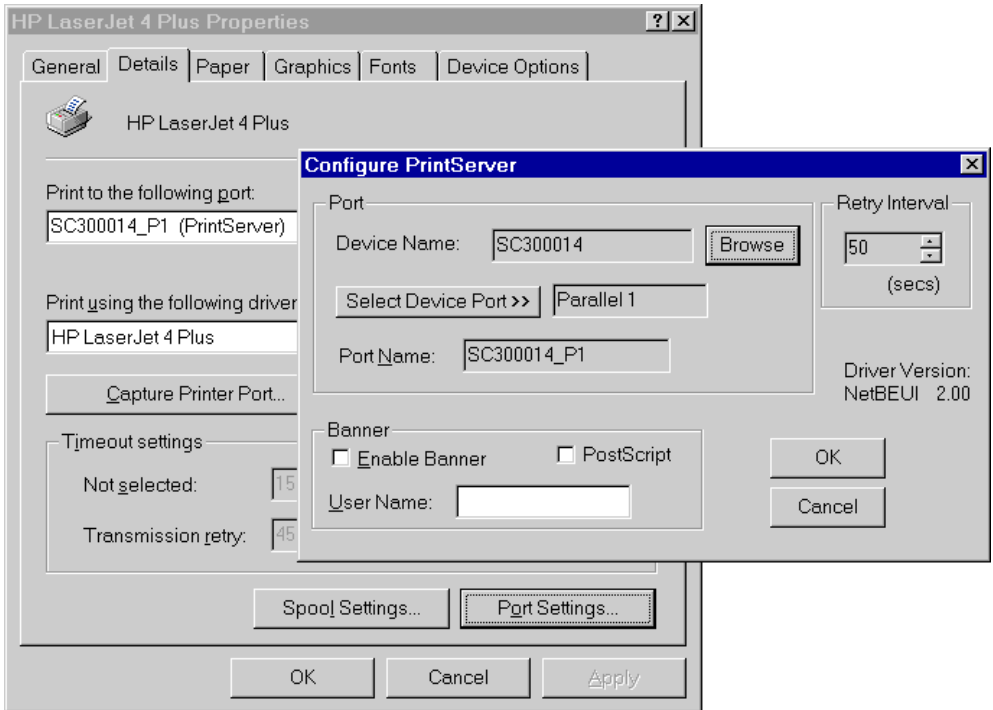 HP LaserJet 4 Plus Properties
General Details Paper Graphics Fonts Device Options
HP LaserJet 4 Plus
Print to the following port:
SC300014_P1 (PrintServer)
Print using the following driver
HP LaserJet 4 Plus
Capture Printer Port...
Timeout settings
Not selected: 15
Transmission retry: 45
Spool Settings... Port Settings...
OK Cancel Apply
Configure PrintServer
Port
Device Name: SC300014 Browse
Select Device Port >> Parallel 1
Port Name: SC300014_P1
Retry Interval
50
(secs)
Driver Version:
NetBEUI 2.00
Banner
Enable Banner PostScript
User Name:
OK
Cancel